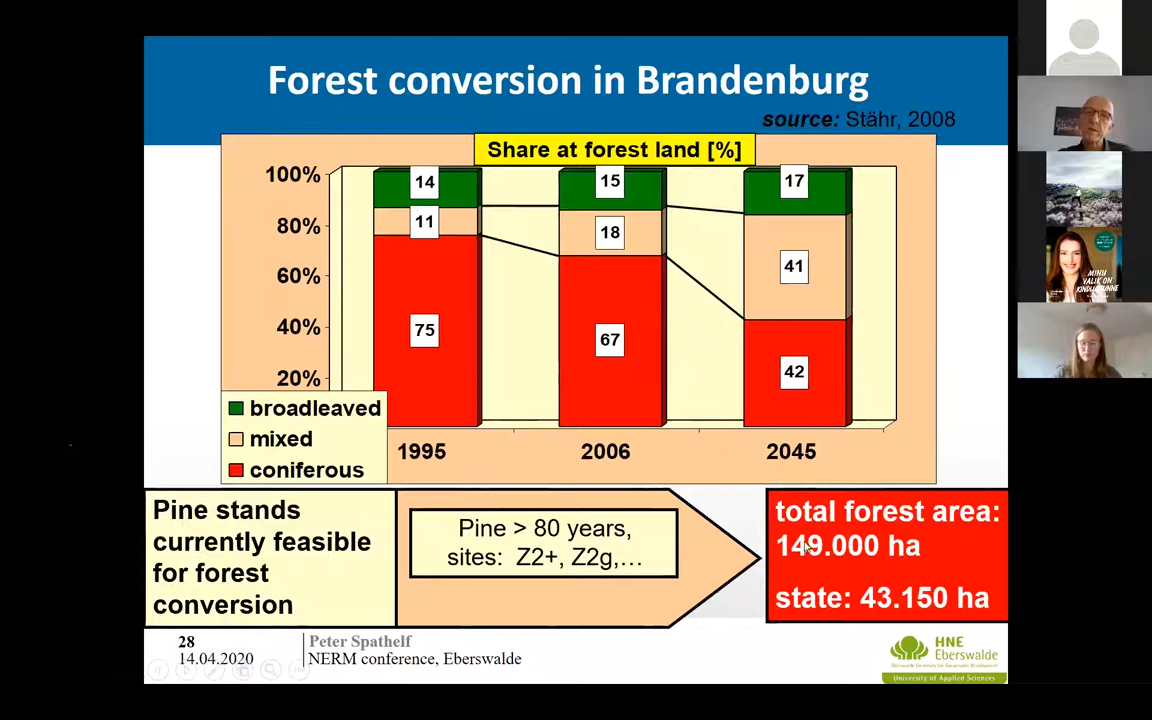 Forest conversion in Brandenburg
source: Stähr, 2008
Share at forest land [%]
100%
80%
60%
40%
20%
14
11
75
15
18
67
17
41
42
broadleaved
mixed
coniferous
1995
2006
2045
Pine stands
currently feasible
for forest
conversion
Pine > 80 years,
sites: Z2+, Z2g,…
total forest area:
149.000 ha
state: 43.150 ha
28
14.04.2020
Peter Spathelf
NERM conference, Eberswalde
HNE
Eberswalde
University of Applied Sciences
MINU
VALIK ON